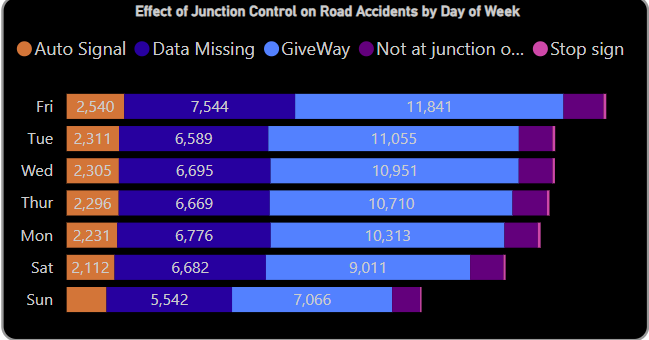 Effect of Junction Control on Road Accidents by Day of Week
Auto Signal Data Missing GiveWay Not at junction o... Stop sign
Fri 2,540 7,544 11,841
Tue 2,311 6,589 11,055
Wed 2,305 6,695 10,951
Thur 2,296 6,669 10,710
Mon 2,231 6,776 10,313
Sat 2,112 6,682 9,011
Sun 5,542 7,066